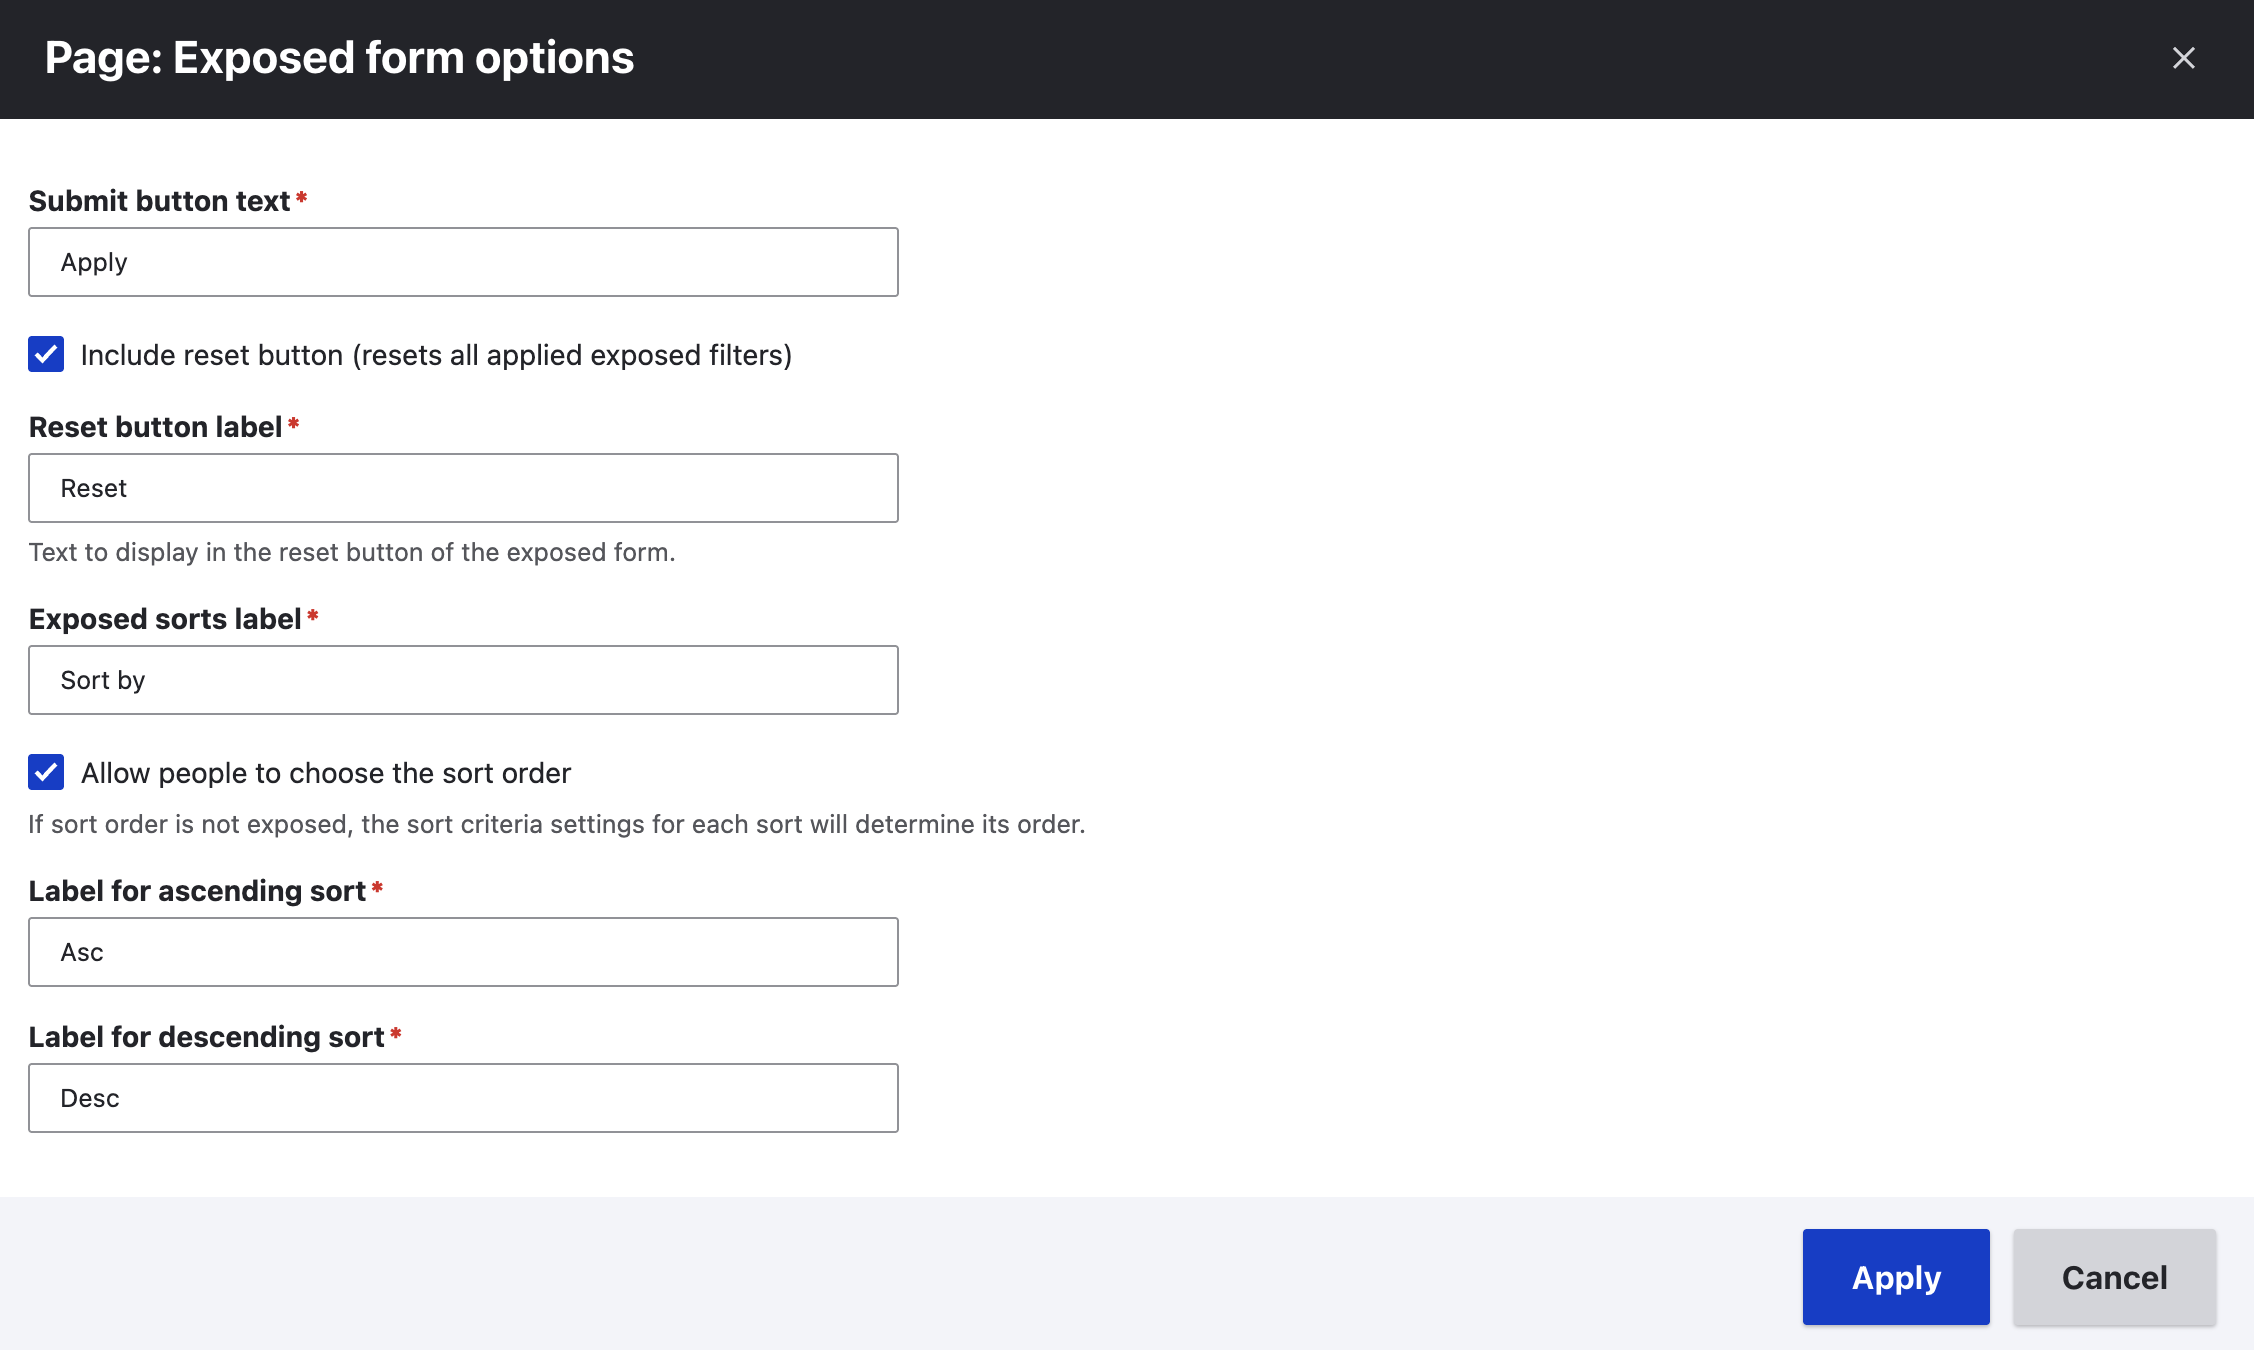 Page: Exposed form options
Submit button text*
Apply
Include reset button (resets all applied exposed filters)
Reset button label*
Reset
Text to display in the reset button of the exposed form.
Exposed sorts label*
Sort by
Allow people to choose the sort order
If sort order is not exposed, the sort criteria settings for each sort will determine its order.
Label for ascending sort*
Asc
Label for descending sort*
Desc
Apply Cancel